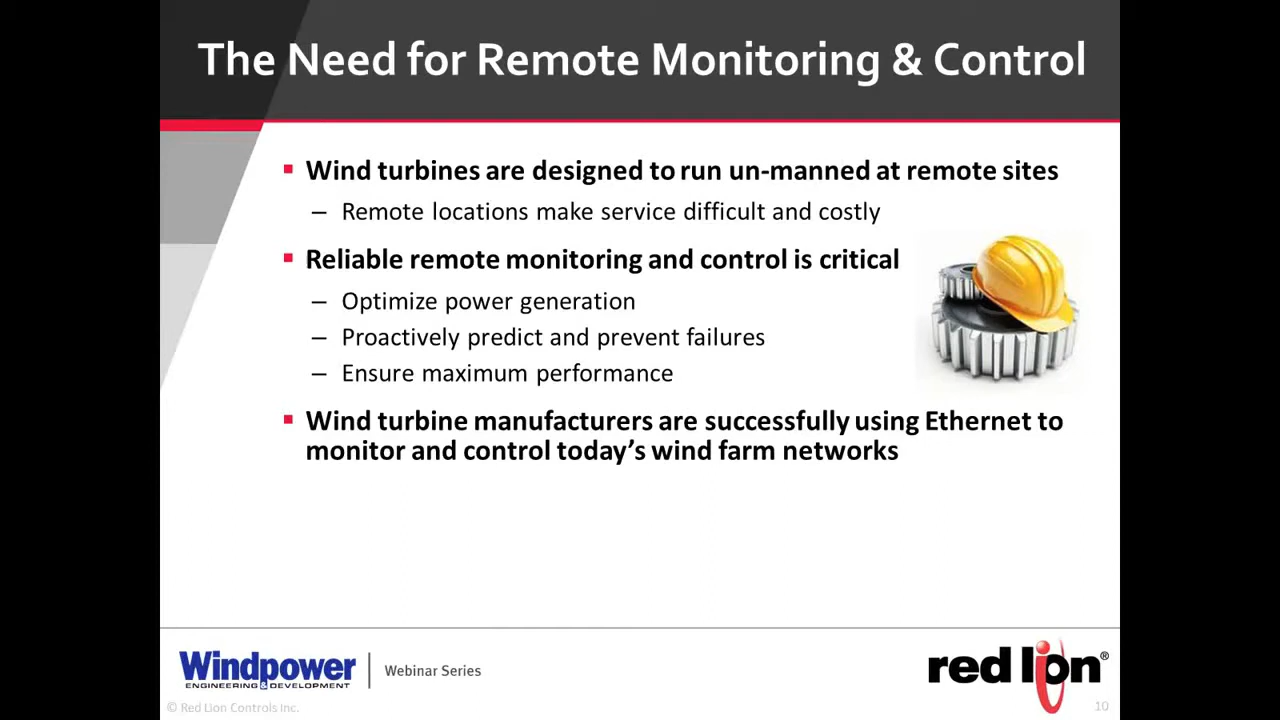 The Need for Remote Monitoring & Control
Wind turbines are designed to run un-manned at remote sites
– Remote locations make service difficult and costly
Reliable remote monitoring and control is critical
– Optimize power generation
– Proactively predict and prevent failures
– Ensure maximum performance
Wind turbine manufacturers are successfully using Ethernet to
monitor and control today’s wind farm networks
Windpower
ENGINEERING & DEVELOPMENT
Webinar Series
red lion®
© Red Lion Controls Inc.
10